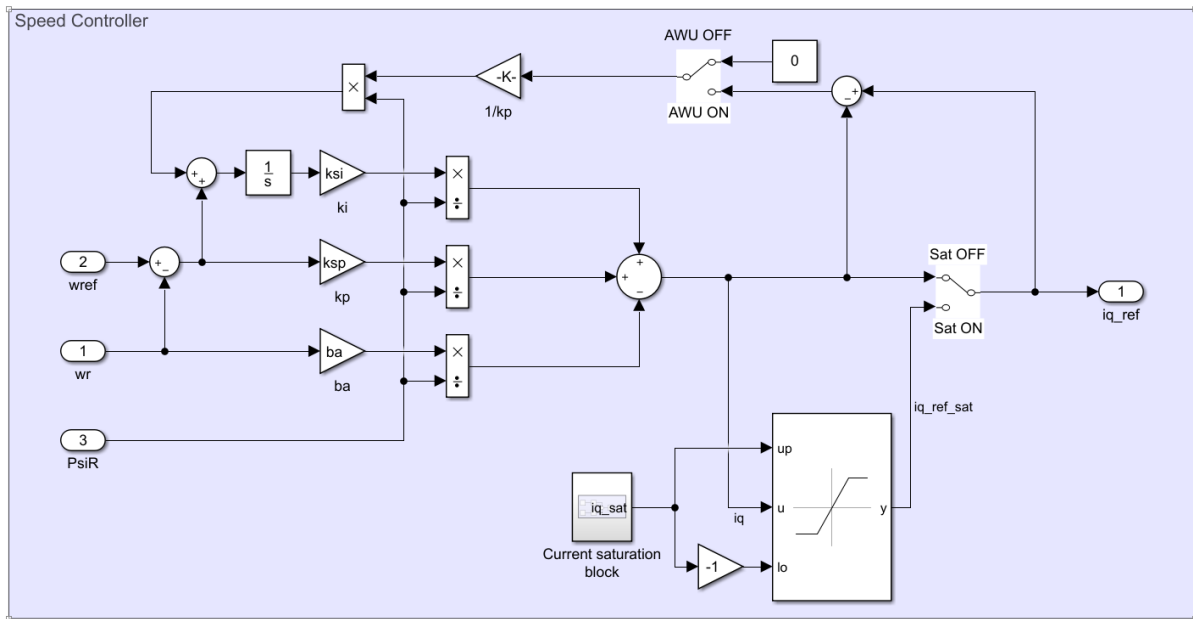 Speed Controller
AWU OFF
0
-K-
1/kp
AWU ON
×
+
−
+
+
1
s
ksi
ki
×
÷
2
wref
+
−
ksp
kp
×
÷
+
+
−
Sat OFF
Sat ON
1
iq_ref
1
wr
ba
ba
×
÷
3
PsiR
iq_ref_sat
up
u
lo
y
iq
iq_sat
Current saturation
block
-1